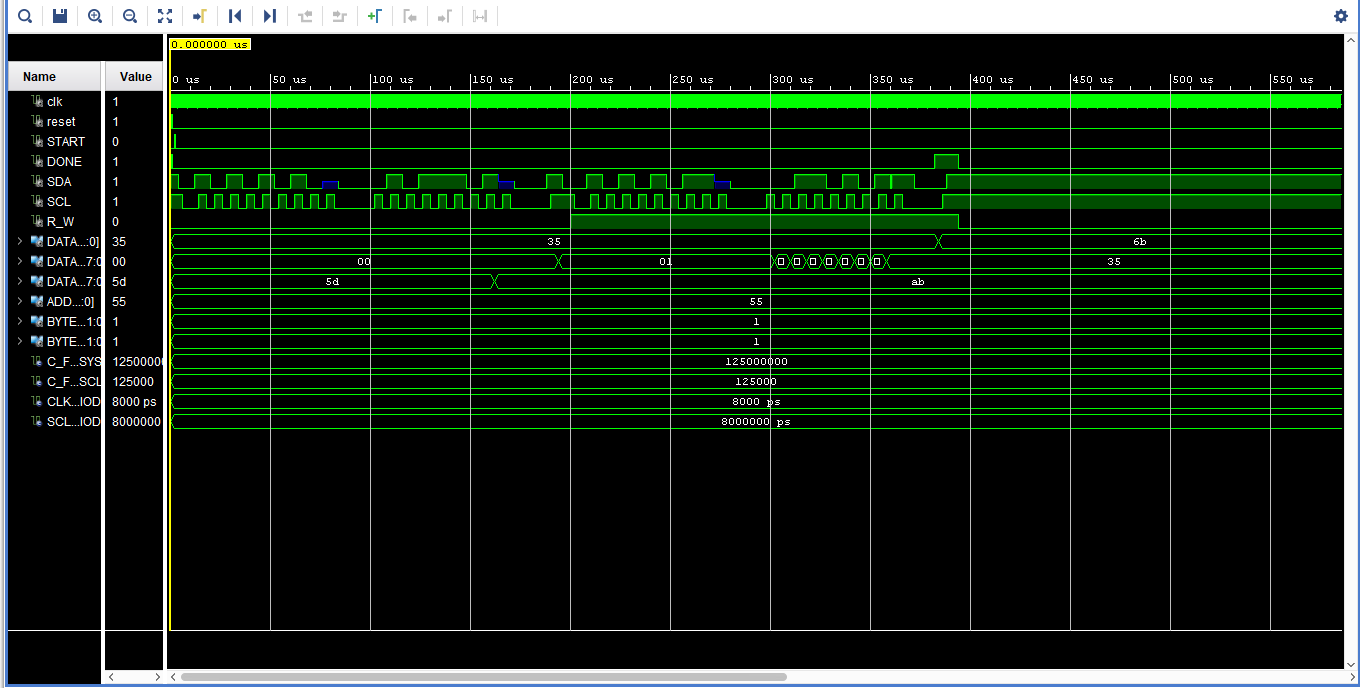 0.000000 us
Name Value
0 us 50 us 100 us 150 us 200 us 250 us 300 us 350 us 400 us 450 us 500 us 550 us
clk 1
reset 1
START 0
DONE 1
SDA 1
SCL 1
R_W 0
DATA...:0] 35 35 6b
DATA...7:0 00 00 01 35
DATA...7:0 5d 5d ab
ADD...:0] 55 55
BYTE...1:0 1 1
BYTE...1:0 1 1
C_F...SYS 12500000 125000000
C_F...SCL 125000 125000
CLK...IOD 8000 ps 8000 ps
SCL...IOD 8000000 8000000 ps